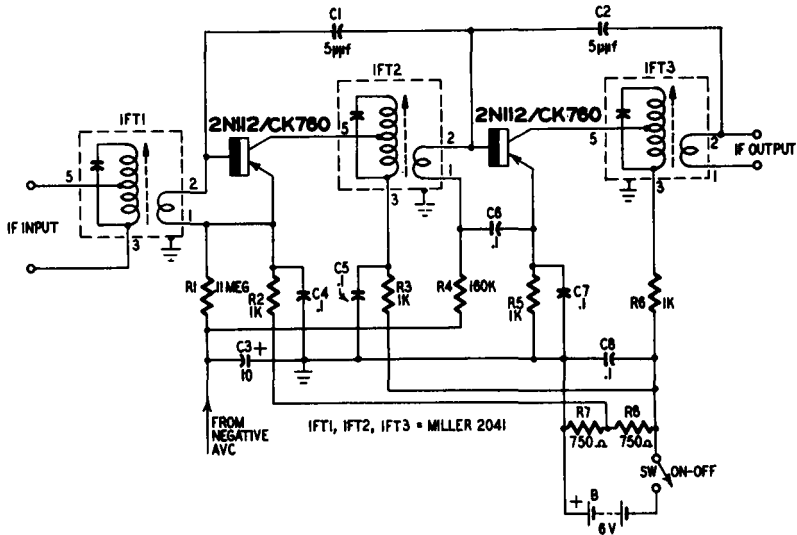 C1
5µµf
C2
5µµf
IFT1
IFT2
IFT3
2N112/CK760
2N112/CK760
5
2
1
3
5
2
1
3
5
2
1
3
IF INPUT
IF OUTPUT
R1
.11 MEG
R2
1K
C4
.1
C5
.1
R3
1K
R4
160K
C6
.1
R5
1K
C7
.1
R6
1K
C3
+
10
C8
.1
FROM
NEGATIVE
AVC
IFT1, IFT2, IFT3 = MILLER 2041
R7
750Ω
R8
750Ω
SW
ON-OFF
+
B
6V